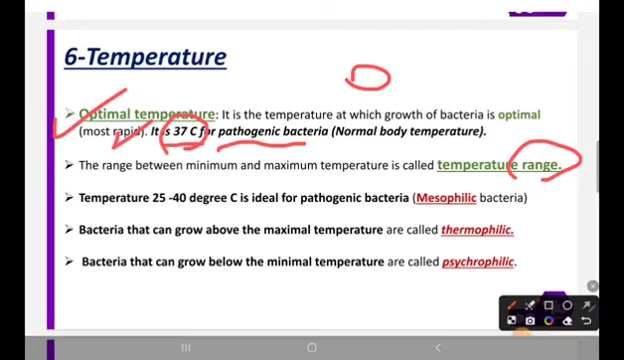 6-Temperature
Optimal temperature: It is the temperature at which growth of bacteria is optimal
(most rapid). It is 37 C for pathogenic bacteria (Normal body temperature).
The range between minimum and maximum temperature is called temperature range.
Temperature 25 -40 degree C is ideal for pathogenic bacteria (Mesophilic bacteria)
Bacteria that can grow above the maximal temperature are called thermophilic.
Bacteria that can grow below the minimal temperature are called psychrophilic.